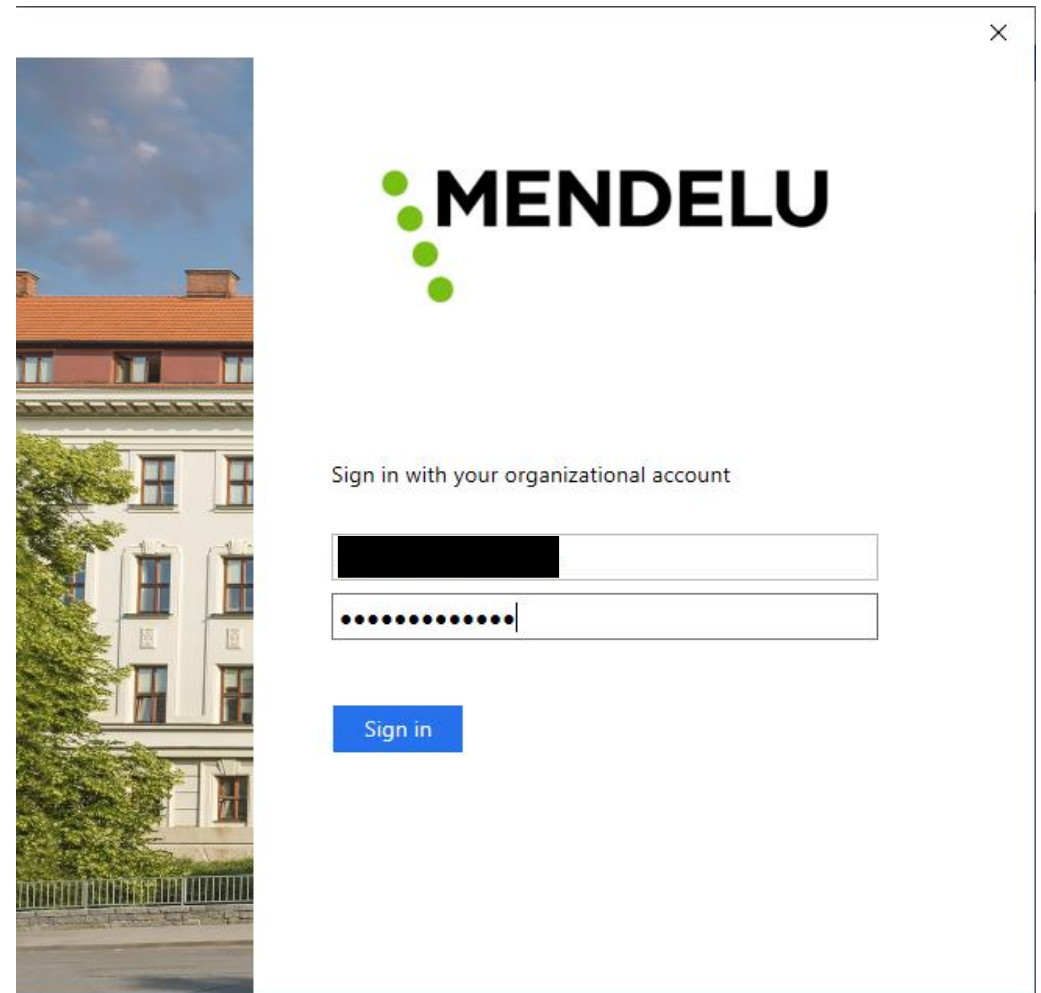 MENDELU
Sign in with your organizational account
•••••••••••••
Sign in